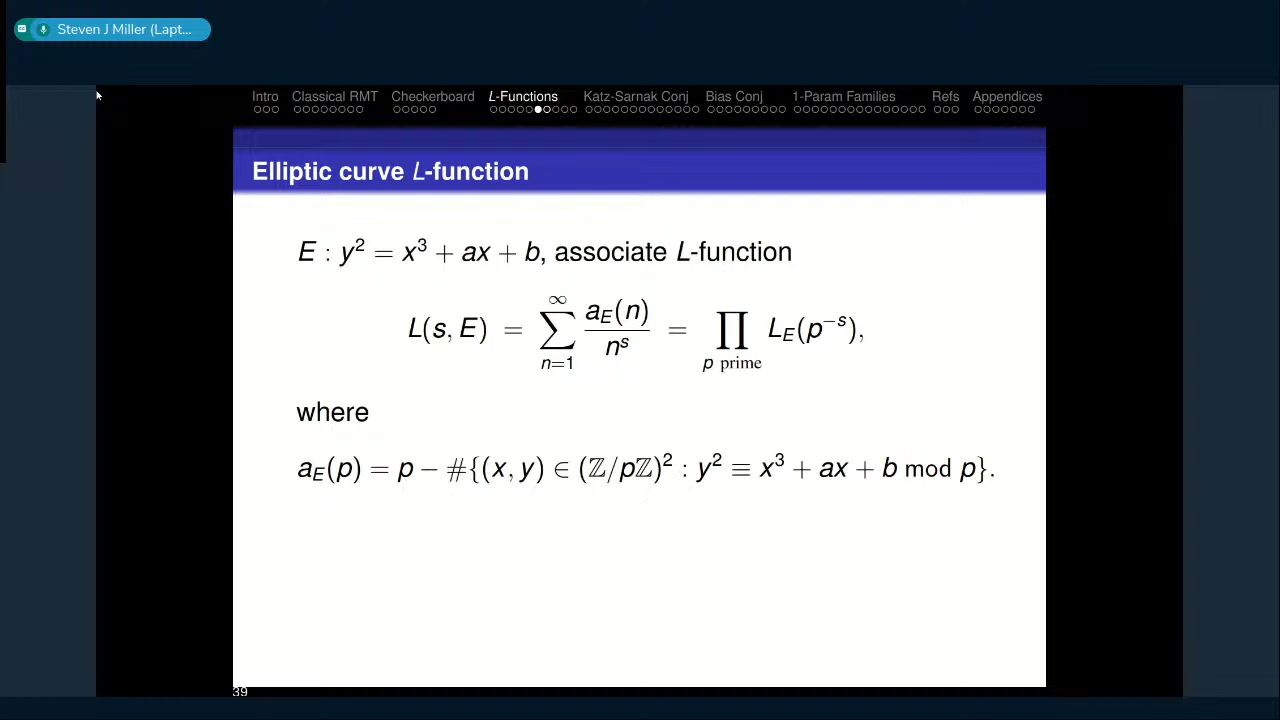 Steven J Miller (Lapt...
Intro Classical RMT Checkerboard L-Functions Katz-Sarnak Conj Bias Conj 1-Param Families Refs Appendices
Elliptic curve L-function
E : y² = x³ + ax + b, associate L-function
L(s, E) = ∑_{n=1}^{∞} a_E(n)/n^s = ∏_{p prime} L_E(p^{−s}),
where
a_E(p) = p − #{(x, y) ∈ (ℤ/pℤ)² : y² ≡ x³ + ax + b mod p}.
39